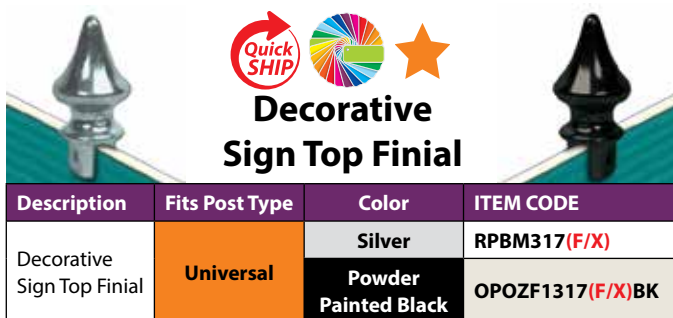 Quick
SHIP
Decorative
Sign Top Finial
Description Fits Post Type Color ITEM CODE
Decorative
Sign Top Finial
Universal
Silver RPBM317(F/X)
Powder
Painted Black
OPOZF1317(F/X)BK